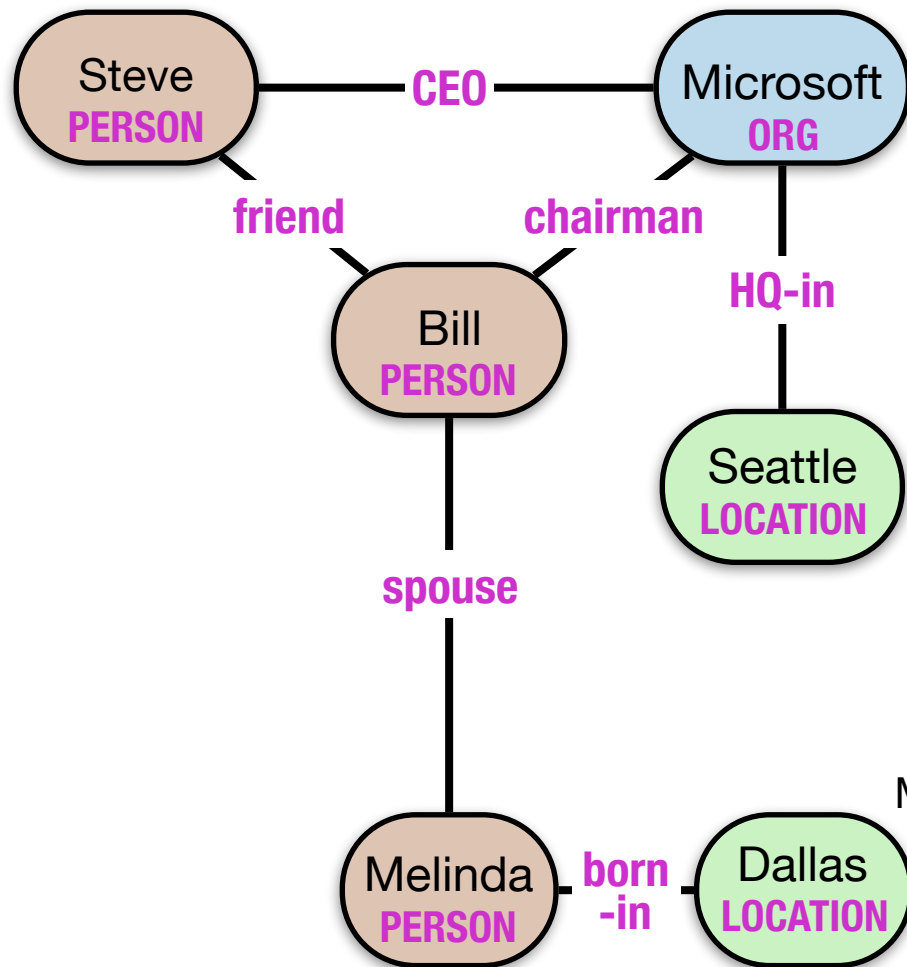 Steve
PERSON
CEO
Microsoft
ORG
friend
chairman
HQ-in
Bill
PERSON
Seattle
LOCATION
spouse
M
Melinda
PERSON
born
-in
Dallas
LOCATION